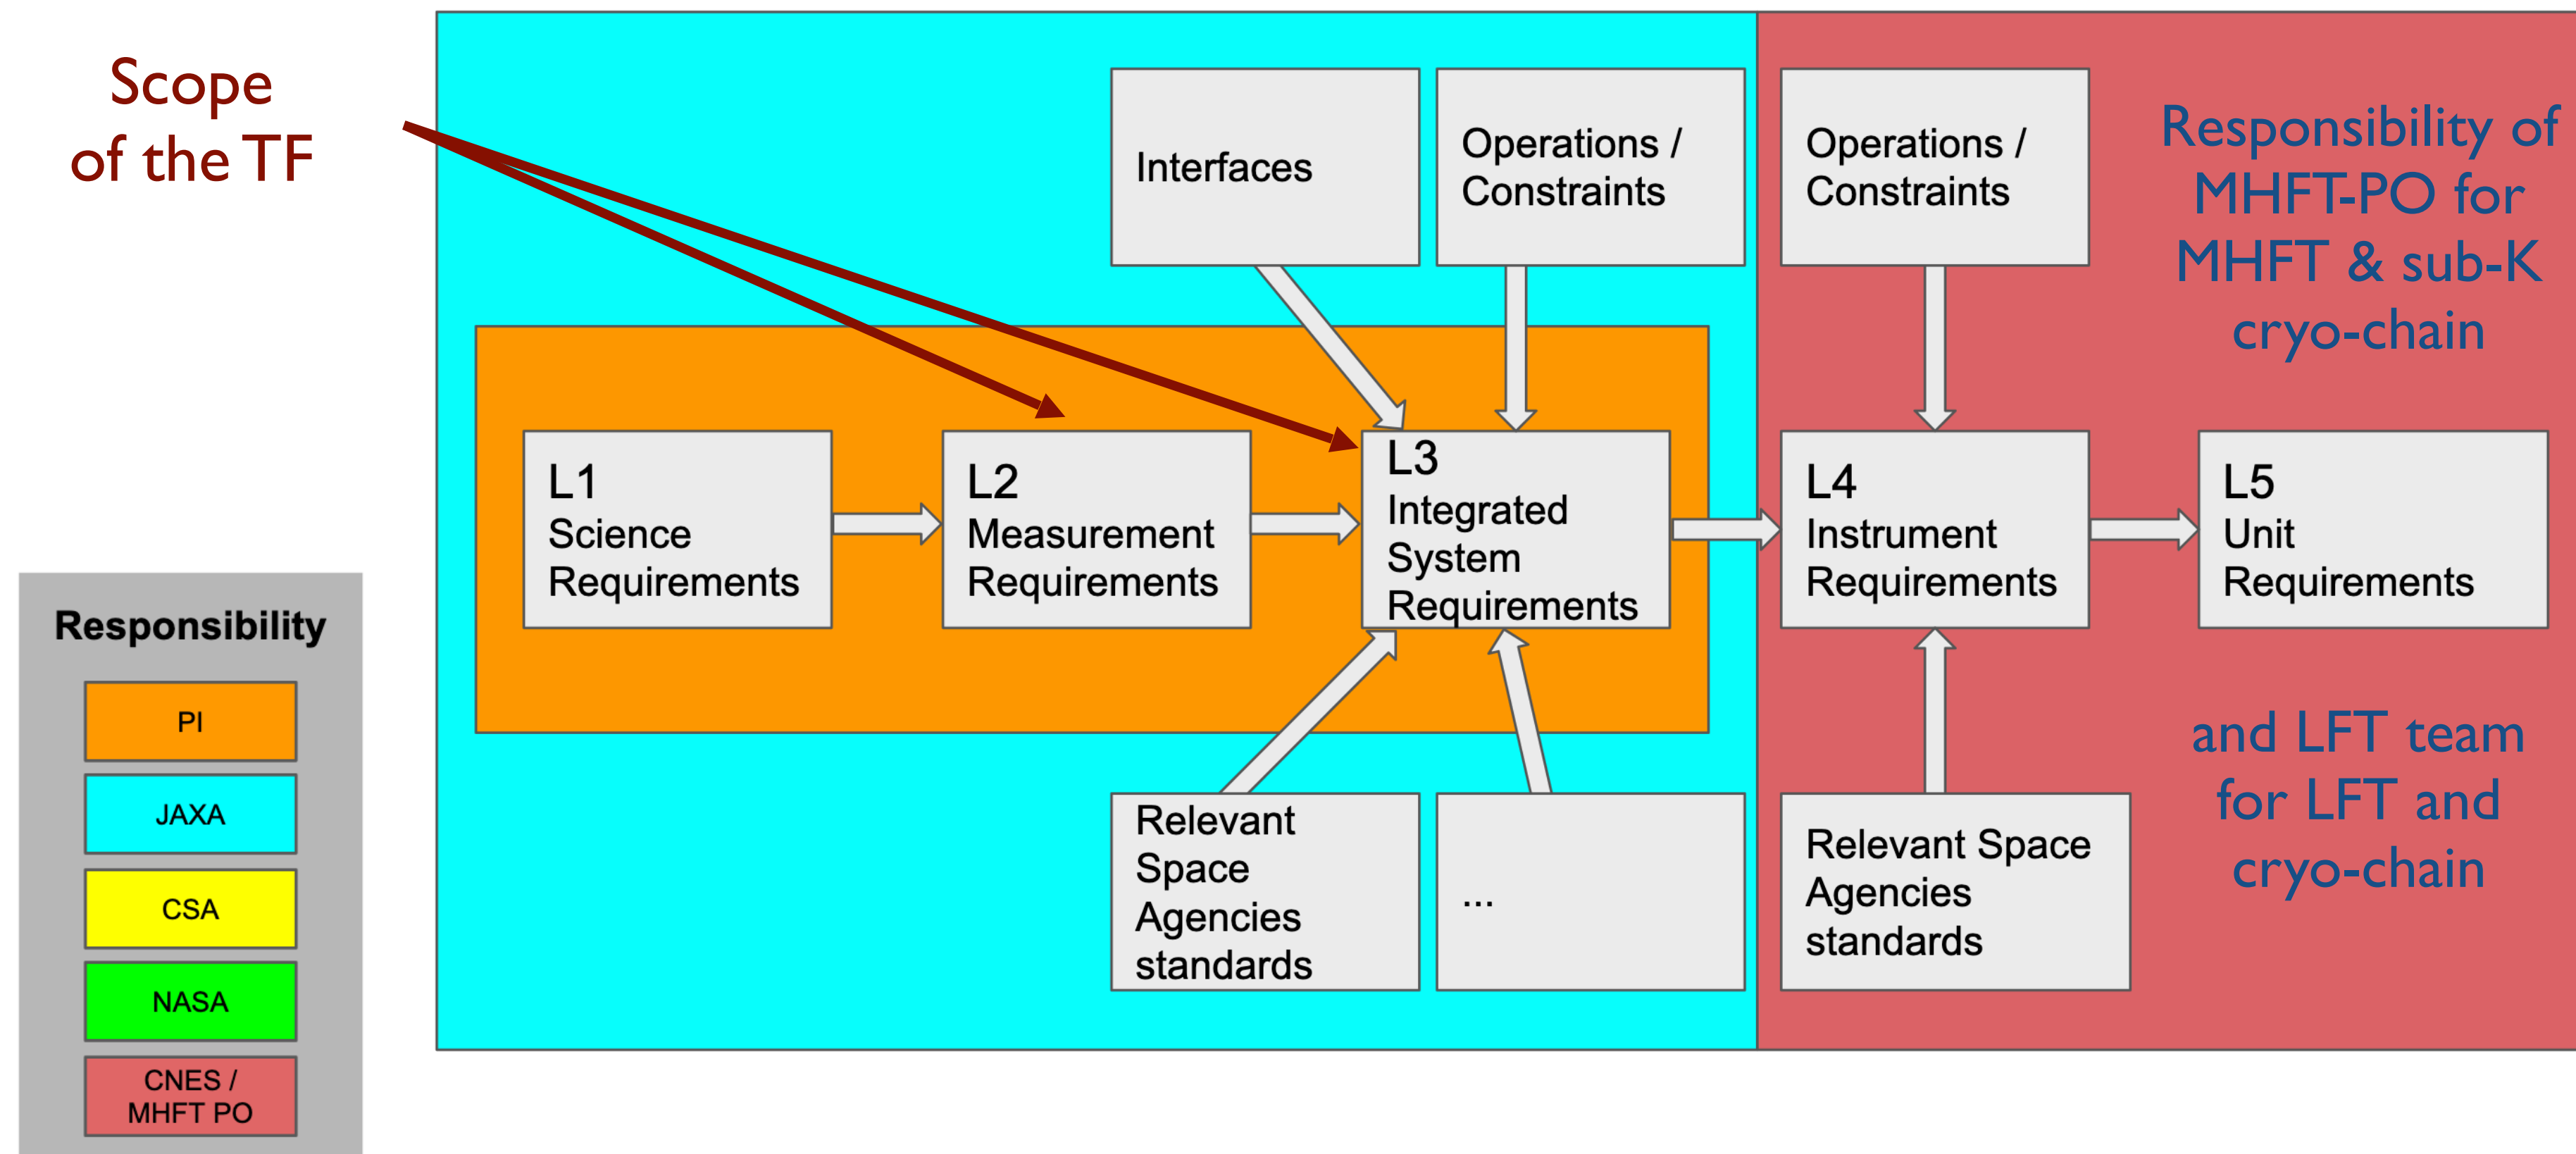 Scope
of the TF
Interfaces
Operations /
Constraints
Operations /
Constraints
Responsibility of
MHFT-PO for
MHFT & sub-K
cryo-chain
L1
Science
Requirements
L2
Measurement
Requirements
L3
Integrated
System
Requirements
L4
Instrument
Requirements
L5
Unit
Requirements
Relevant
Space
Agencies
standards
...
Relevant Space
Agencies
standards
and LFT team
for LFT and
cryo-chain
Responsibility
PI
JAXA
CSA
NASA
CNES /
MHFT PO